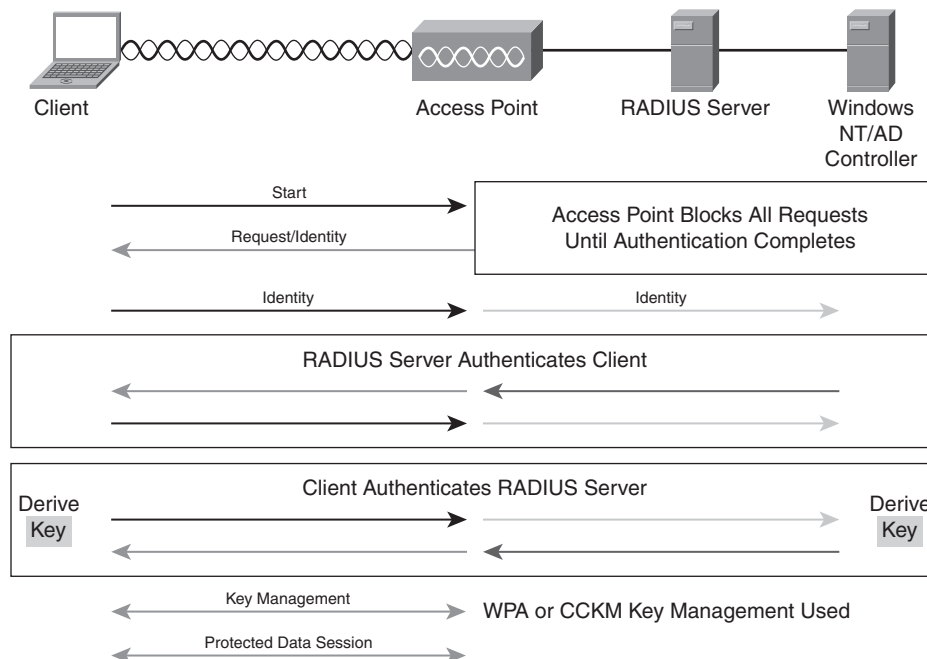 Client
Access Point
RADIUS Server
Windows
NT/AD
Controller
Start
Access Point Blocks All Requests
Until Authentication Completes
Request/Identity
Identity
Identity
RADIUS Server Authenticates Client
Client Authenticates RADIUS Server
Derive
Key
Derive
Key
Key Management
WPA or CCKM Key Management Used
Protected Data Session